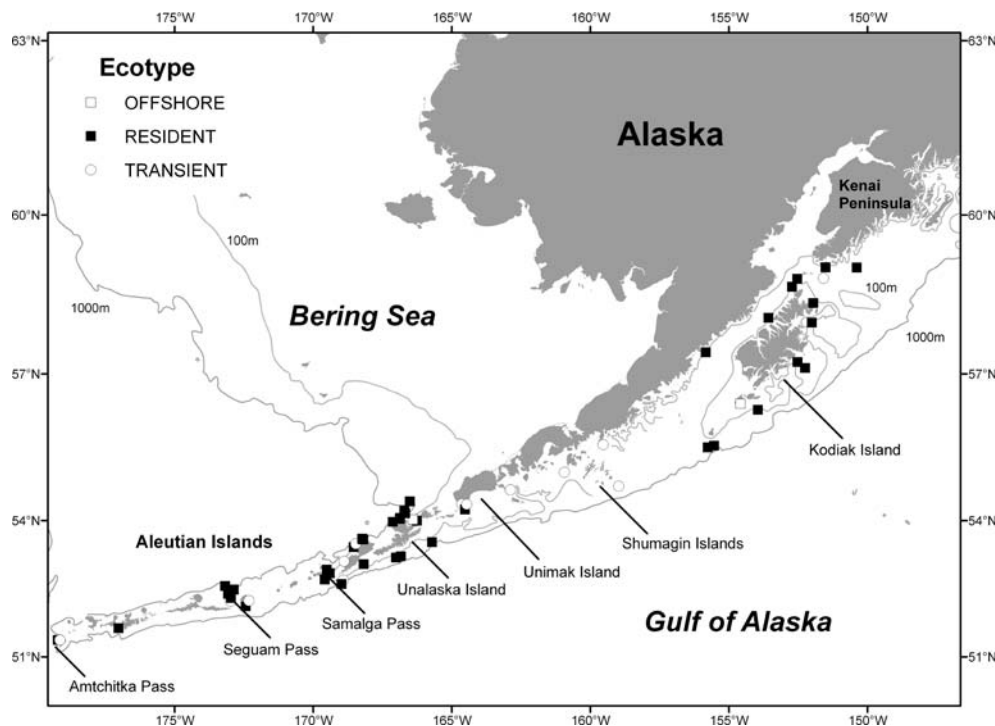 175°W 170°W 165°W 160°W 155°W 150°W
63°N 63°N
Ecotype
OFFSHORE
RESIDENT
TRANSIENT
Alaska
Kenai
Peninsula
60°N 60°N
100m
1000m
100m
Bering Sea
1000m
57°N 57°N
Kodiak Island
54°N 54°N
Aleutian Islands
Shumagin Islands
Unimak Island
Unalaska Island
Samalga Pass
Gulf of Alaska
Seguam Pass
51°N 51°N
Amtchitka Pass
175°W 170°W 165°W 160°W 155°W 150°W